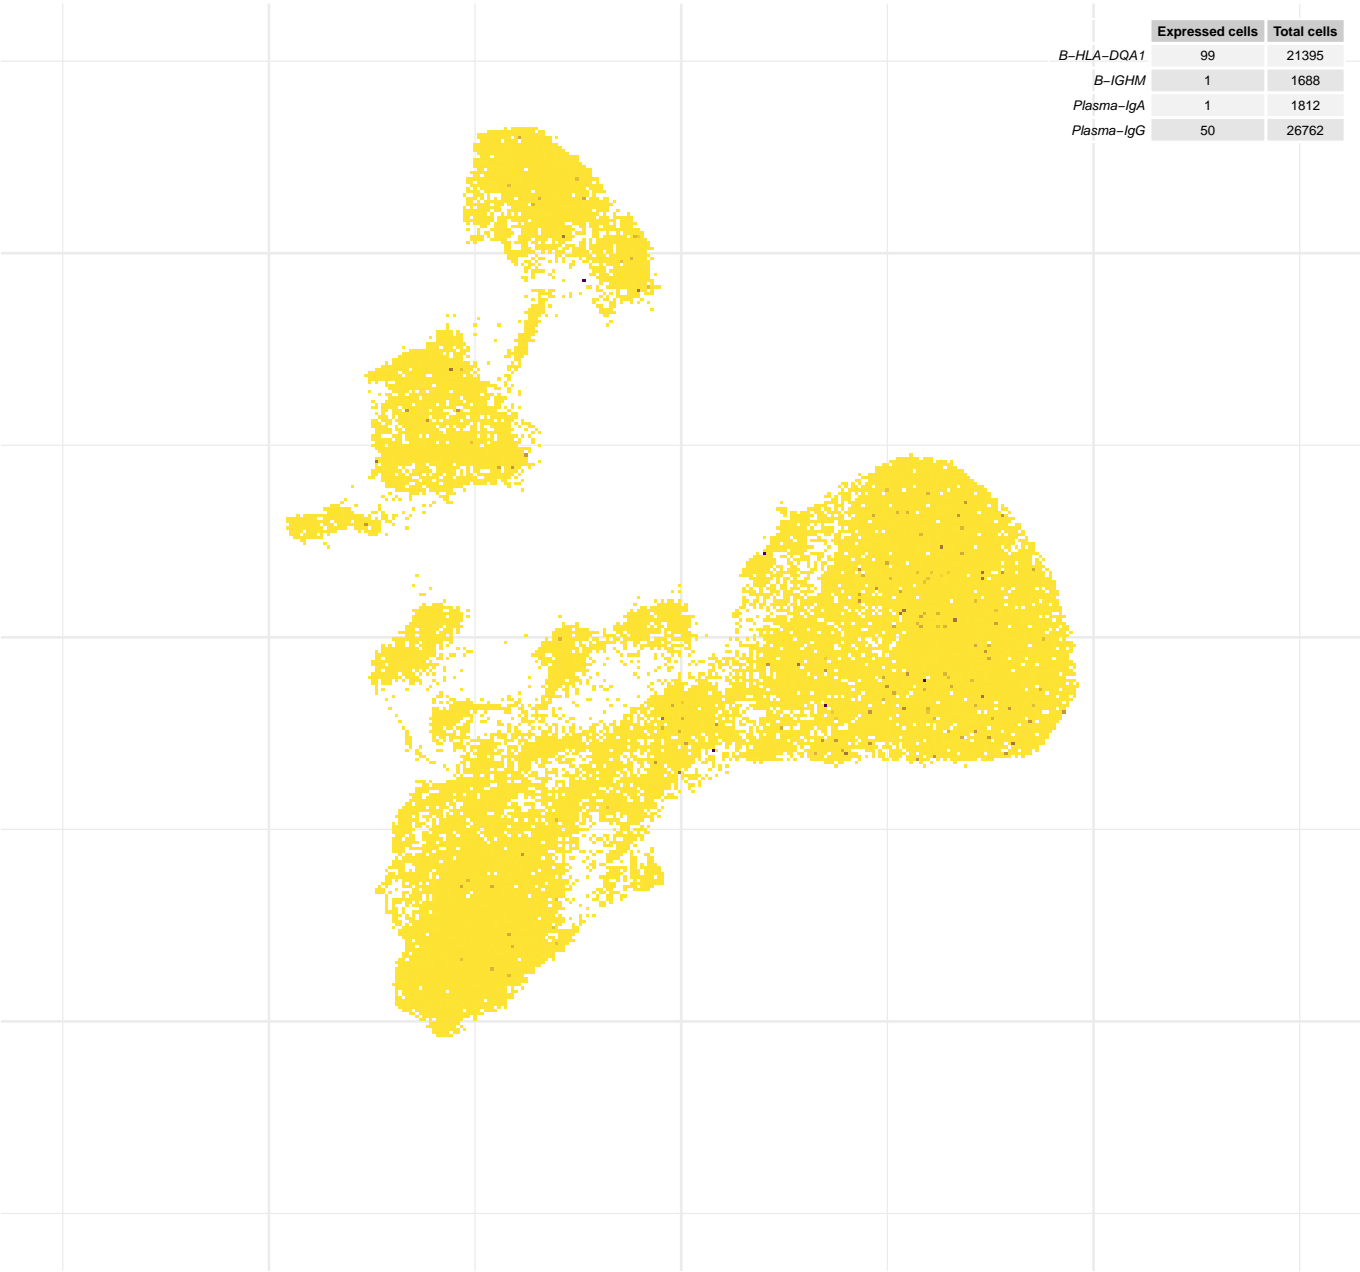 Expressed cells Total cells
B−HLA−DQA1 99 21395
B−IGHM 1 1688
Plasma−IgA 1 1812
Plasma−IgG 50 26762